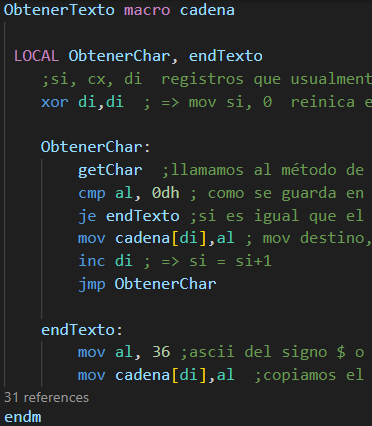 ObtenerTexto macro cadena
LOCAL ObtenerChar, endTexto
;si, cx, di  registros que usualment
xor di,di  ; => mov si, 0  reinica e
ObtenerChar:
getChar  ;llamamos al método de
cmp al, 0dh ; como se guarda en
je endTexto ;si es igual que el
mov cadena[di],al ; mov destino,
inc di ; => si = si+1
jmp ObtenerChar
endTexto:
mov al, 36 ;ascii del signo $ o
mov cadena[di],al  ;copiamos el
31 references
endm